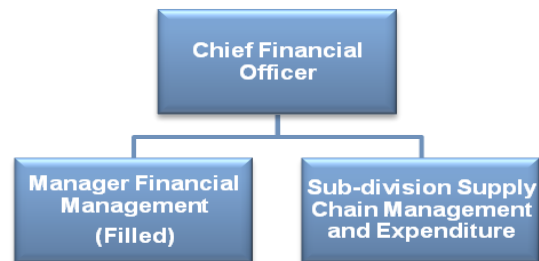 Chief Financial
Officer
Manager Financial
Management
(Filled)
Sub-division Supply
Chain Management
and Expenditure